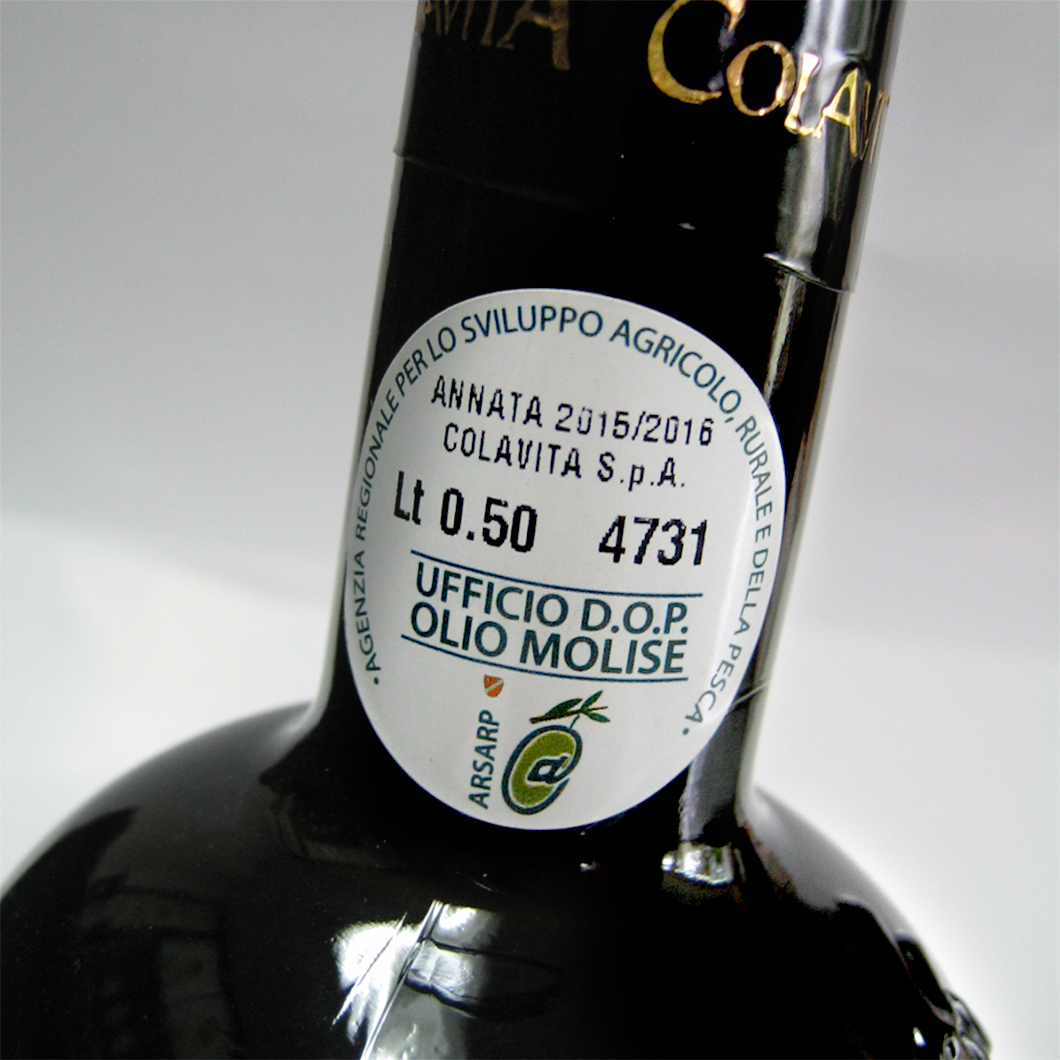 COLAVITA
• AGENZIA REGIONALE PER LO SVILUPPO AGRICOLO, RURALE E DELLA PESCA •
ANNATA 2015/2016
COLAVITA S.p.A.
Lt 0.50 4731
UFFICIO D.O.P.
OLIO MOLISE
ARSARP
@